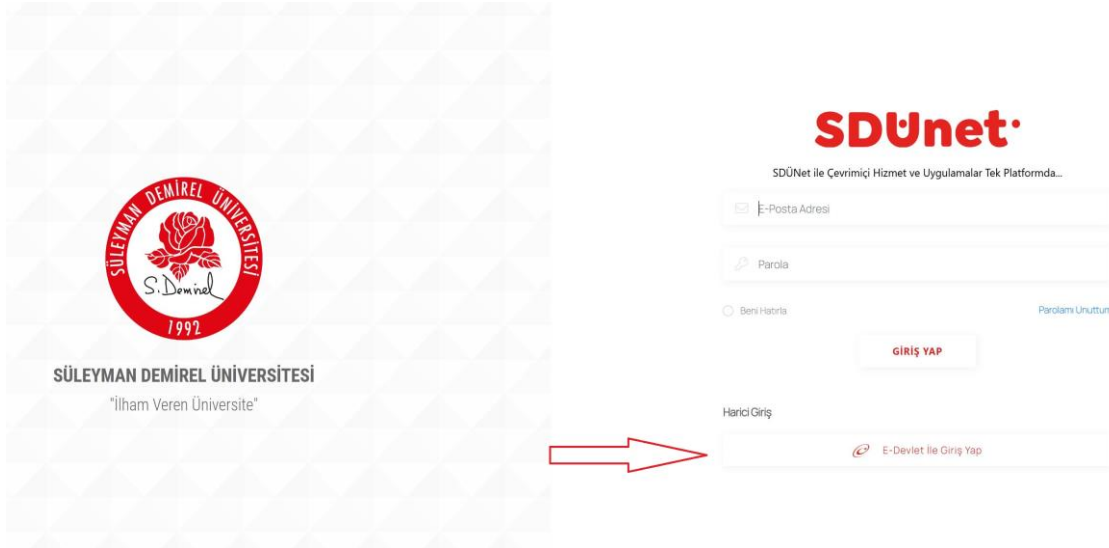 SÜLEYMAN DEMİREL ÜNİVERSİTESİ
S. Demirel
1992
SÜLEYMAN DEMİREL ÜNİVERSİTESİ
"İlham Veren Üniversite"
SDÜnet
SDÜNet ile Çevrimiçi Hizmet ve Uygulamalar Tek Platformda...
E-Posta Adresi
Parola
Beni Hatırla
Parolamı Unuttum
GİRİŞ YAP
Harici Giriş
E-Devlet İle Giriş Yap